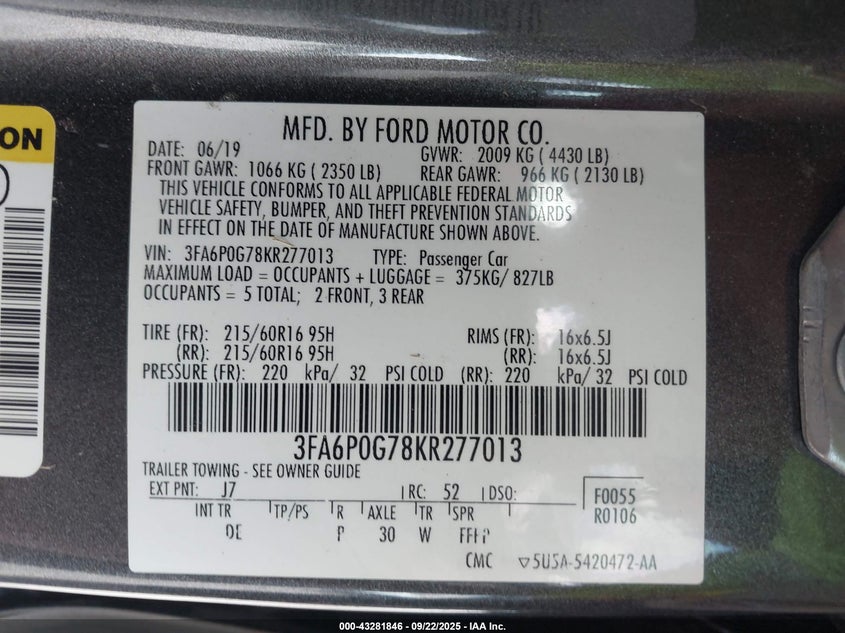 ON
MFD. BY FORD MOTOR CO.
DATE: 06/19 GVWR: 2009 KG ( 4430 LB)
FRONT GAWR: 1066 KG ( 2350 LB) REAR GAWR: 966 KG ( 2130 LB)
THIS VEHICLE CONFORMS TO ALL APPLICABLE FEDERAL MOTOR
VEHICLE SAFETY, BUMPER, AND THEFT PREVENTION STANDARDS
IN EFFECT ON THE DATE OF MANUFACTURE SHOWN ABOVE.
VIN: 3FA6P0G78KR277013 TYPE: Passenger Car
MAXIMUM LOAD = OCCUPANTS + LUGGAGE = 375KG/ 827LB
OCCUPANTS = 5 TOTAL; 2 FRONT, 3 REAR
TIRE (FR): 215/60R16 95H RIMS (FR): 16x6.5J
(RR): 215/60R16 95H (RR): 16x6.5J
PRESSURE (FR): 220 kPa/ 32 PSI COLD (RR): 220 kPa/ 32 PSI COLD
3FA6P0G78KR277013
TRAILER TOWING - SEE OWNER GUIDE
EXT PNT: J7 RC: 52 DSO: F0055
INT TR TP/PS R AXLE TR SPR R0106
DE 30 W
CMC ▽5U5A-5420472-AA
000-43281846 - 09/22/2025 - IAA Inc.